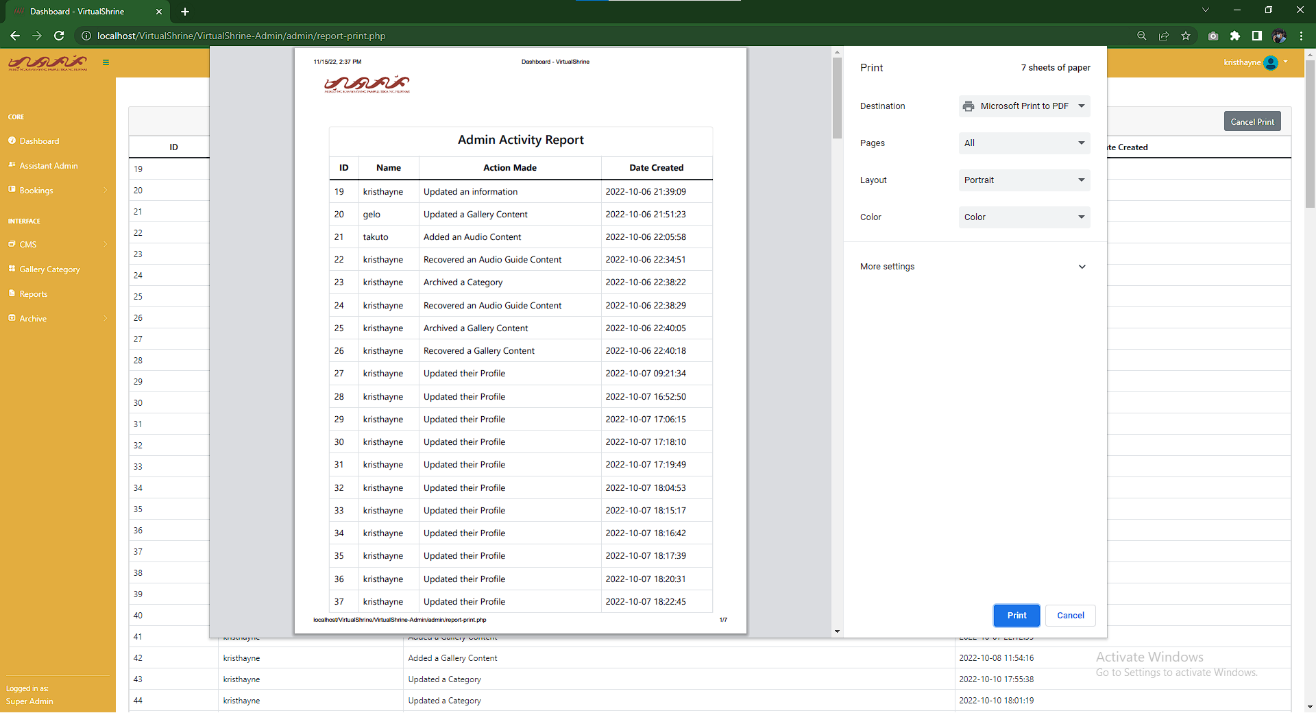 Dashboard - VirtualShrine
localhost/VirtualShrine/VirtualShrine-Admin/admin/report-print.php
kristhayne
CORE
Dashboard
Assistant Admin
Bookings
INTERFACE
CMS
Gallery Category
Reports
Archive
Logged in as:
Super Admin
ID
19
20
21
22
23
24
25
26
27
28
29
30
31
32
33
34
35
36
37
38
39
40
41
42 kristhayne Added a Gallery Content 2022-10-08 11:54:16
43 kristhayne Updated a Category 2022-10-10 17:55:38
44 kristhayne Updated a Category 2022-10-10 18:01:19
Cancel Print
te Created
11/15/22, 2:37 PM Dashboard - VirtualShrine
Admin Activity Report
ID Name Action Made Date Created
19 kristhayne Updated an information 2022-10-06 21:39:09
20 gelo Updated a Gallery Content 2022-10-06 21:51:23
21 takuto Added an Audio Content 2022-10-06 22:05:58
22 kristhayne Recovered an Audio Guide Content 2022-10-06 22:34:51
23 kristhayne Archived a Category 2022-10-06 22:38:22
24 kristhayne Recovered an Audio Guide Content 2022-10-06 22:38:29
25 kristhayne Archived a Gallery Content 2022-10-06 22:40:05
26 kristhayne Recovered a Gallery Content 2022-10-06 22:40:18
27 kristhayne Updated their Profile 2022-10-07 09:21:34
28 kristhayne Updated their Profile 2022-10-07 16:52:50
29 kristhayne Updated their Profile 2022-10-07 17:06:15
30 kristhayne Updated their Profile 2022-10-07 17:18:10
31 kristhayne Updated their Profile 2022-10-07 17:19:49
32 kristhayne Updated their Profile 2022-10-07 18:04:53
33 kristhayne Updated their Profile 2022-10-07 18:15:17
34 kristhayne Updated their Profile 2022-10-07 18:16:42
35 kristhayne Updated their Profile 2022-10-07 18:17:39
36 kristhayne Updated their Profile 2022-10-07 18:20:31
37 kristhayne Updated their Profile 2022-10-07 18:22:45
localhost/VirtualShrine/VirtualShrine-Admin/admin/report-print.php 1/7
Print 7 sheets of paper
Destination Microsoft Print to PDF
Pages All
Layout Portrait
Color Color
More settings
Print Cancel
Activate Windows
Go to Settings to activate Windows.